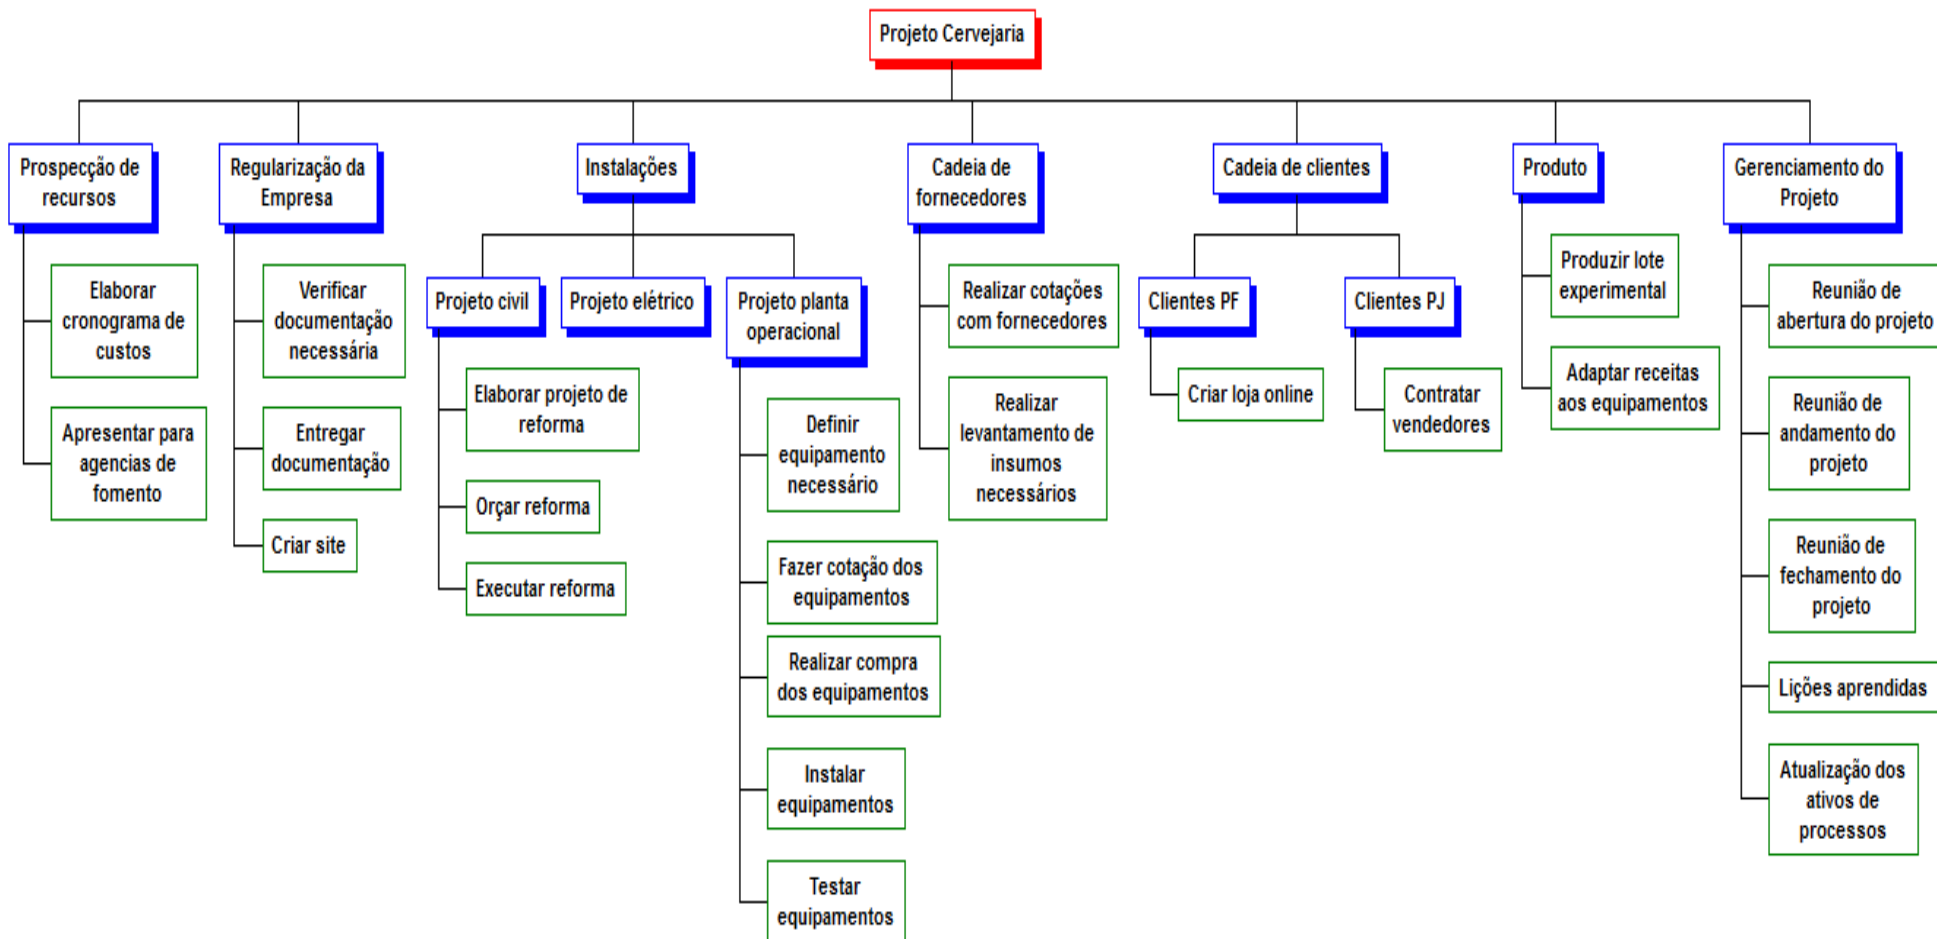 Projeto Cervejaria
Prospecção de
recursos
Elaborar
cronograma de
custos
Apresentar para
agencias de
fomento
Regularização da
Empresa
Verificar
documentação
necessária
Entregar
documentação
Criar site
Instalações
Projeto civil
Elaborar projeto de
reforma
Orçar reforma
Executar reforma
Projeto elétrico
Projeto planta
operacional
Definir
equipamento
necessário
Fazer cotação dos
equipamentos
Realizar compra
dos equipamentos
Instalar
equipamentos
Testar
equipamentos
Cadeia de
fornecedores
Realizar cotações
com fornecedores
Realizar
levantamento de
insumos
necessários
Cadeia de clientes
Clientes PF
Criar loja online
Clientes PJ
Contratar
vendedores
Produto
Produzir lote
experimental
Adaptar receitas
aos equipamentos
Gerenciamento do
Projeto
Reunião de
abertura do projeto
Reunião de
andamento do
projeto
Reunião de
fechamento do
projeto
Lições aprendidas
Atualização dos
ativos de
processos